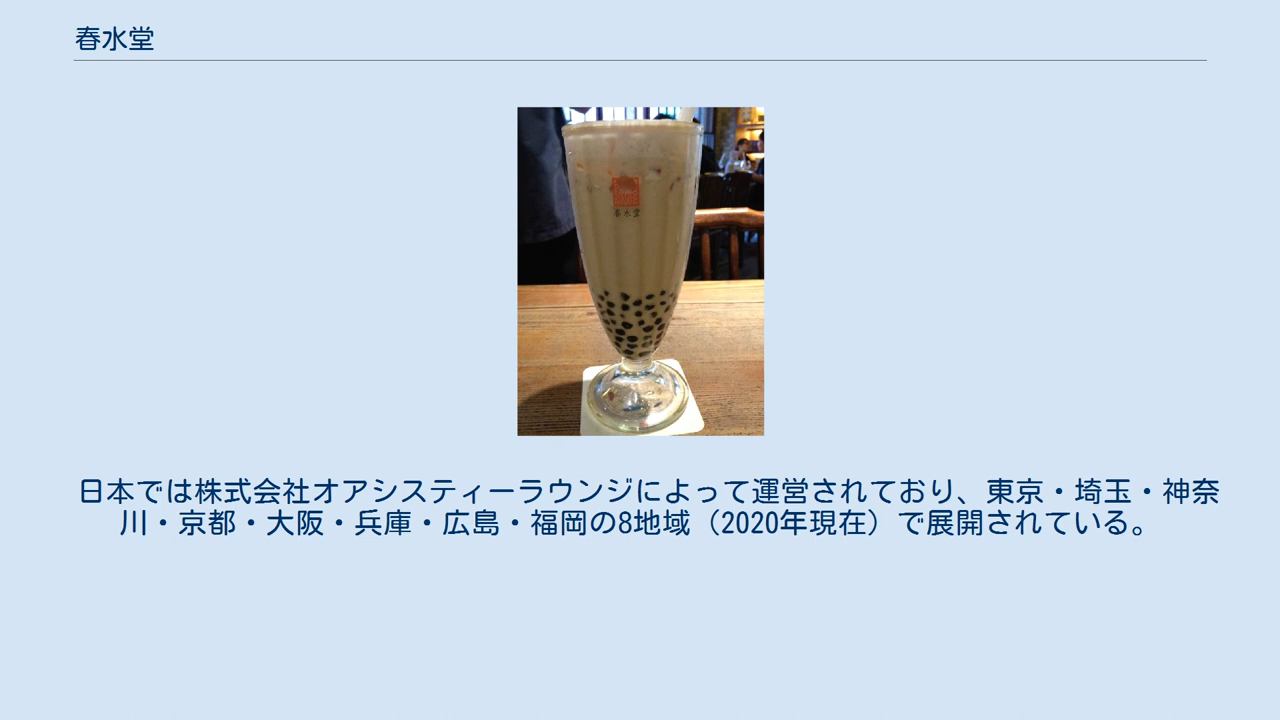 春水堂
春水堂
日本では株式会社オアシスティーラウンジによって運営されており、東京・埼玉・神奈
川・京都・大阪・兵庫・広島・福岡の8地域（2020年現在）で展開されている。